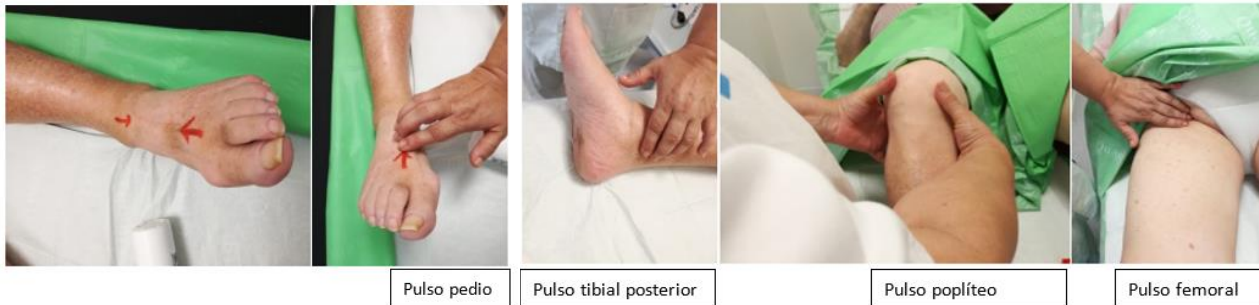 Pulso pedio
Pulso tibial posterior
Pulso poplíteo
Pulso femoral